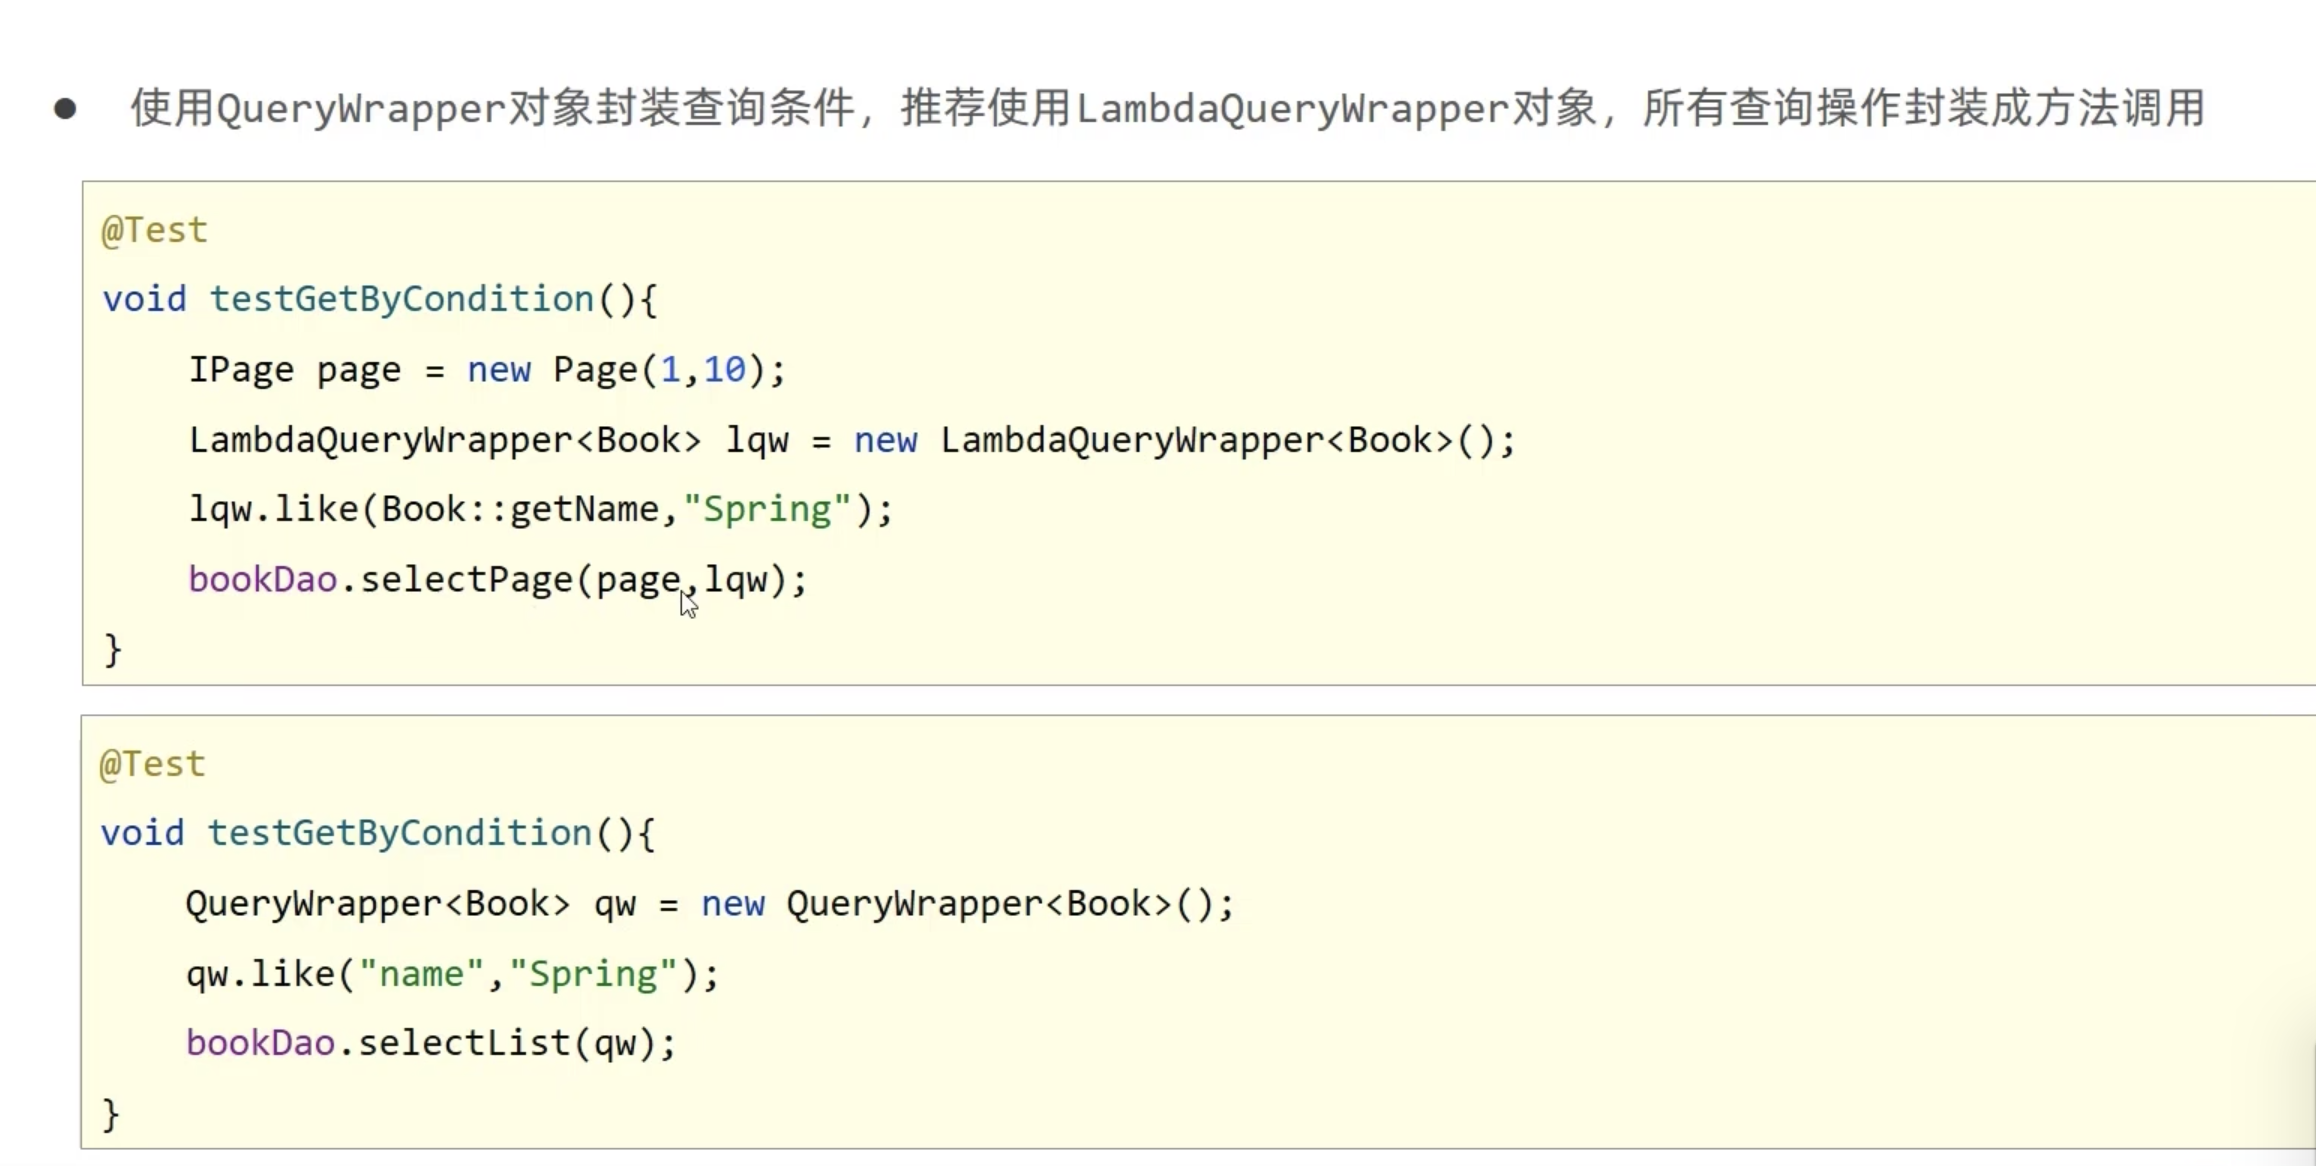 ● 使用QueryWrapper对象封装查询条件，推荐使用LambdaQueryWrapper对象，所有查询操作封装成方法调用
@Test
void testGetByCondition(){
    IPage page = new Page(1,10);
    LambdaQueryWrapper<Book> lqw = new LambdaQueryWrapper<Book>();
    lqw.like(Book::getName,"Spring");
    bookDao.selectPage(page,lqw);
}
@Test
void testGetByCondition(){
    QueryWrapper<Book> qw = new QueryWrapper<Book>();
    qw.like("name","Spring");
    bookDao.selectList(qw);
}